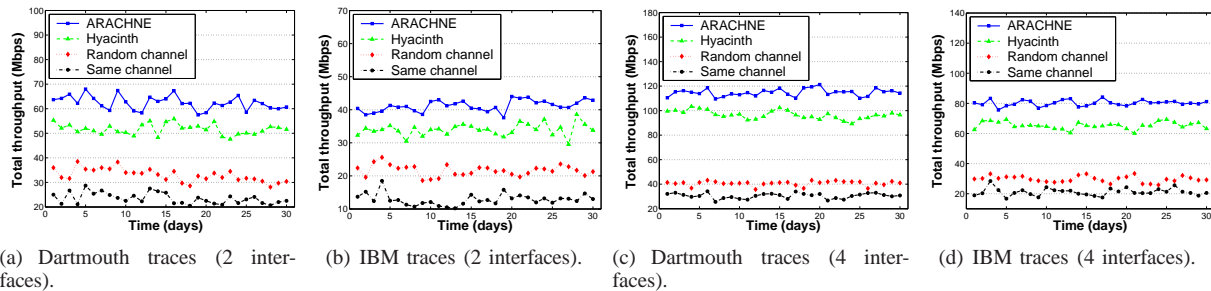 Total throughput (Mbps)
100
90
80
70
60
50
40
30
20
0
5
10
15
20
25
30
Time (days)
ARACHNE
Hyacinth
Random channel
Same channel
(a) Dartmouth traces (2 inter-
faces).
Total throughput (Mbps)
70
60
50
40
30
20
10
0
5
10
15
20
25
30
Time (days)
ARACHNE
Hyacinth
Random channel
Same channel
(b) IBM traces (2 interfaces).
Total throughput (Mbps)
180
160
140
120
100
80
60
40
20
0
5
10
15
20
25
30
Time (days)
ARACHNE
Hyacinth
Random channel
Same channel
(c) Dartmouth traces (4 inter-
faces).
Total throughput (Mbps)
140
120
100
80
60
40
20
0
5
10
15
20
25
30
Time (days)
ARACHNE
Hyacinth
Random channel
Same channel
(d) IBM traces (4 interfaces).